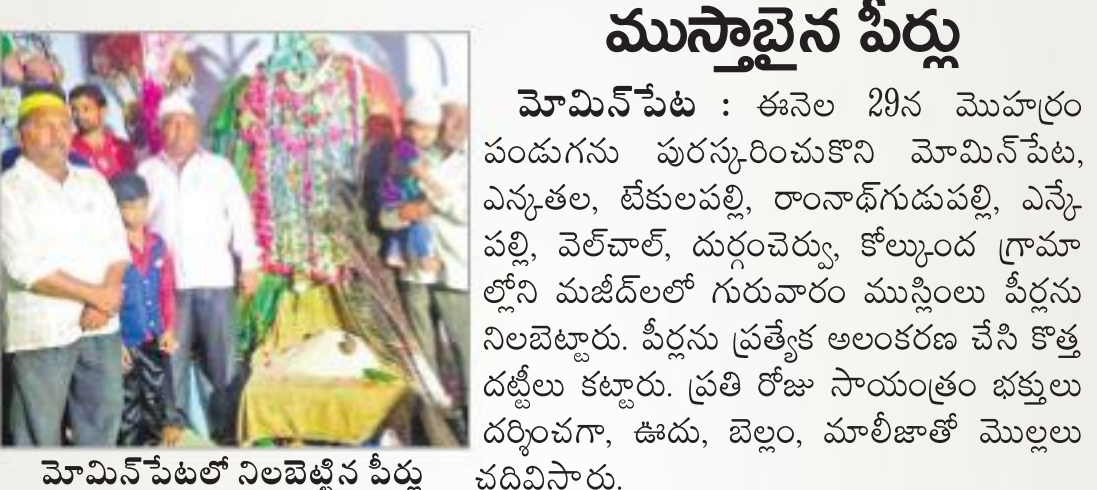 ముస్తాబైన పీర్లు
మోమిన్‌పేట : ఈనెల 29న మొహర్రం
పండుగను పురస్కరించుకొని మోమిన్‌పేట,
ఎన్కతల, టేకులపల్లి, రాంనాథ్‌గుడుపల్లి, ఎన్కే
పల్లి, వెల్‌చాల్, దుర్గంచెర్వు, కోల్కుంద గ్రామా
ల్లోని మజీద్‌లలో గురువారం ముస్లింలు పీర్లను
నిలబెట్టారు. పీర్లను ప్రత్యేక అలంకరణ చేసి కొత్త
దట్టీలు కట్టారు. ప్రతి రోజు సాయంత్రం భక్తులు
దర్శించగా, ఊదు, బెల్లం, మాలీజాతో మొల్లలు
చదివిస్తారు.
మోమిన్‌పేటలో నిలబెట్టిన పీర్లు